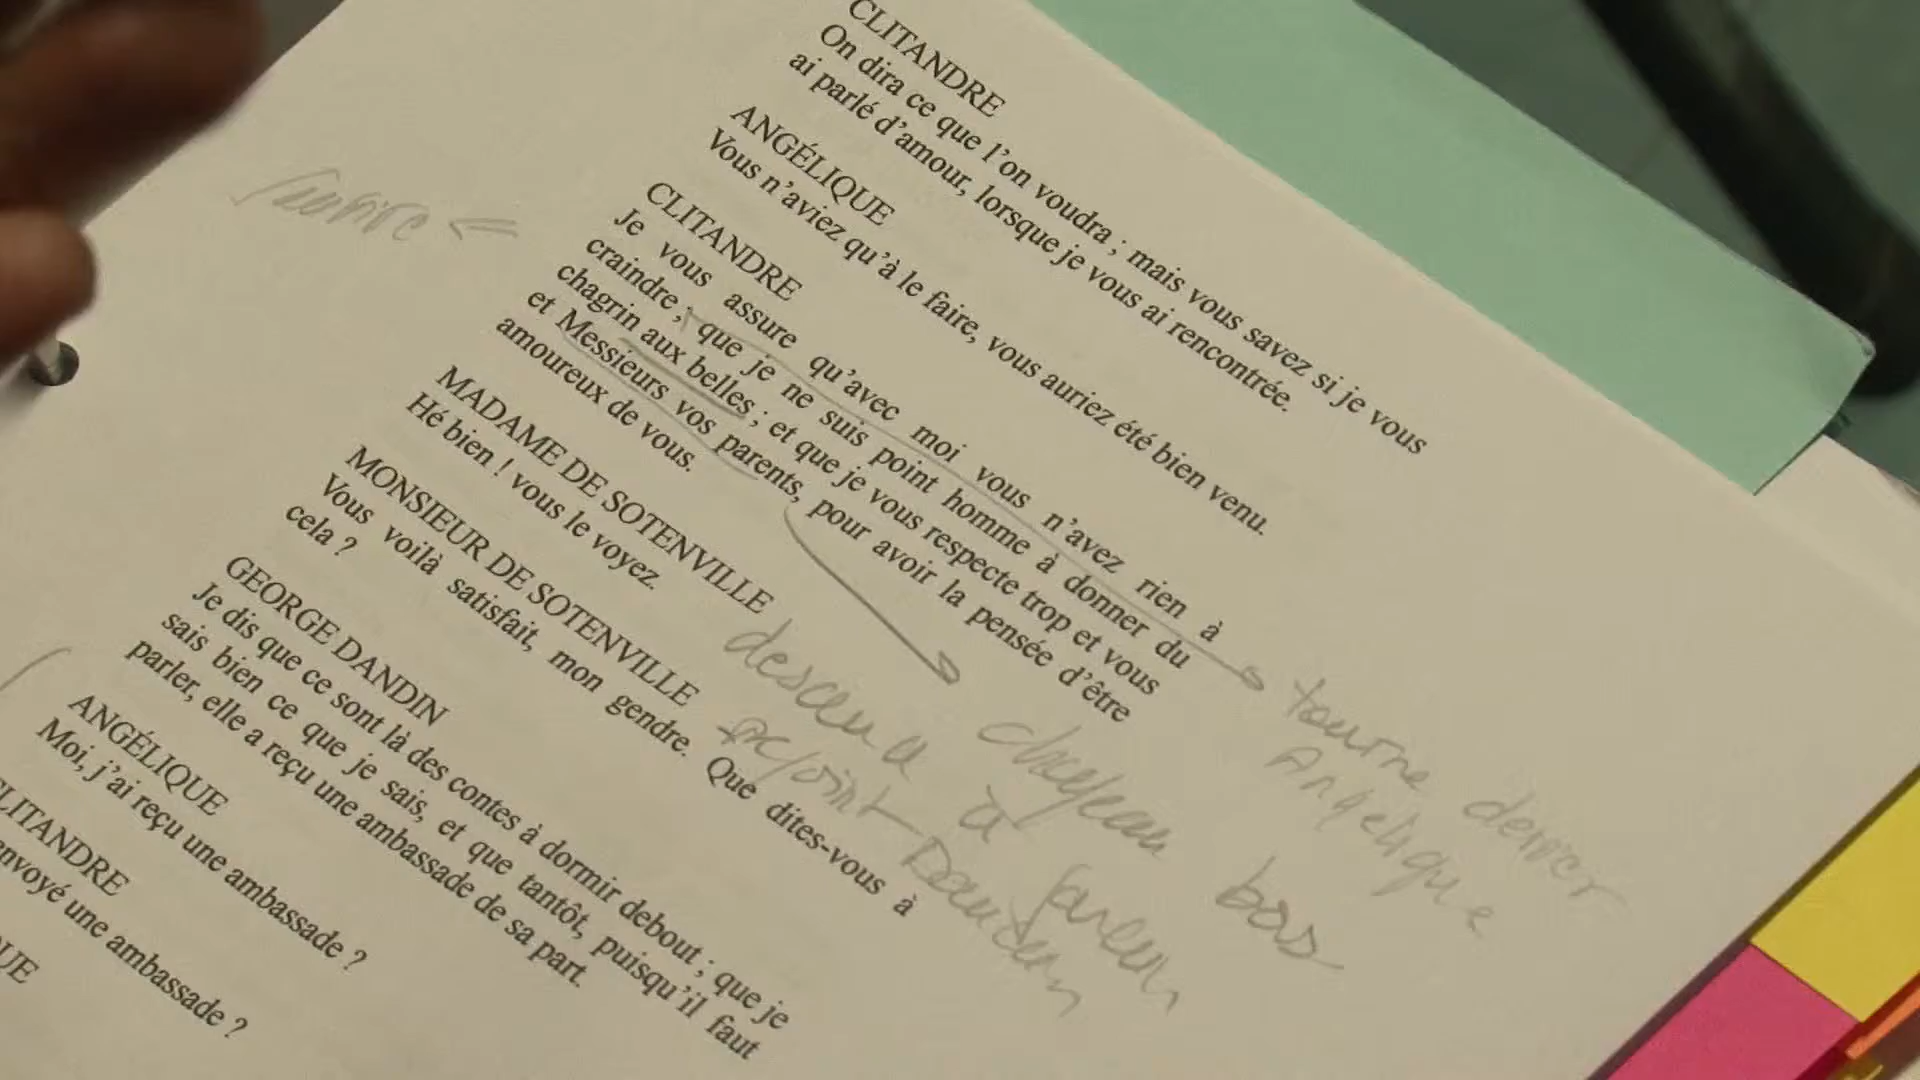 CLITANDRE
On dira ce que l'on voudra ; mais vous savez si je vous
ai parlé d'amour, lorsque je vous ai rencontrée.
ANGÉLIQUE
Vous n'aviez qu'à le faire, vous auriez été bien venu.
CLITANDRE
Je vous assure qu'avec moi vous n'avez rien à
craindre ; que je ne suis point homme à donner du
chagrin aux belles ; et que je vous respecte trop et vous
et Messieurs vos parents, pour avoir la pensée d'être
amoureux de vous.
tourne
Angélique
MADAME DE SOTENVILLE
Hé bien ! vous le voyez.
chapeau bas
MONSIEUR DE SOTENVILLE
Vous voilà satisfait, mon gendre. Que dites-vous à
cela ?
descend à
rejoint Dandin
GEORGE DANDIN
Je dis que ce sont là des contes à dormir debout ; que je
sais bien ce que je sais, et que tantôt, puisqu'il faut
parler, elle a reçu une ambassade de sa part.
ANGÉLIQUE
Moi, j'ai reçu une ambassade ?
CLITANDRE
envoyé une ambassade ?
QUE